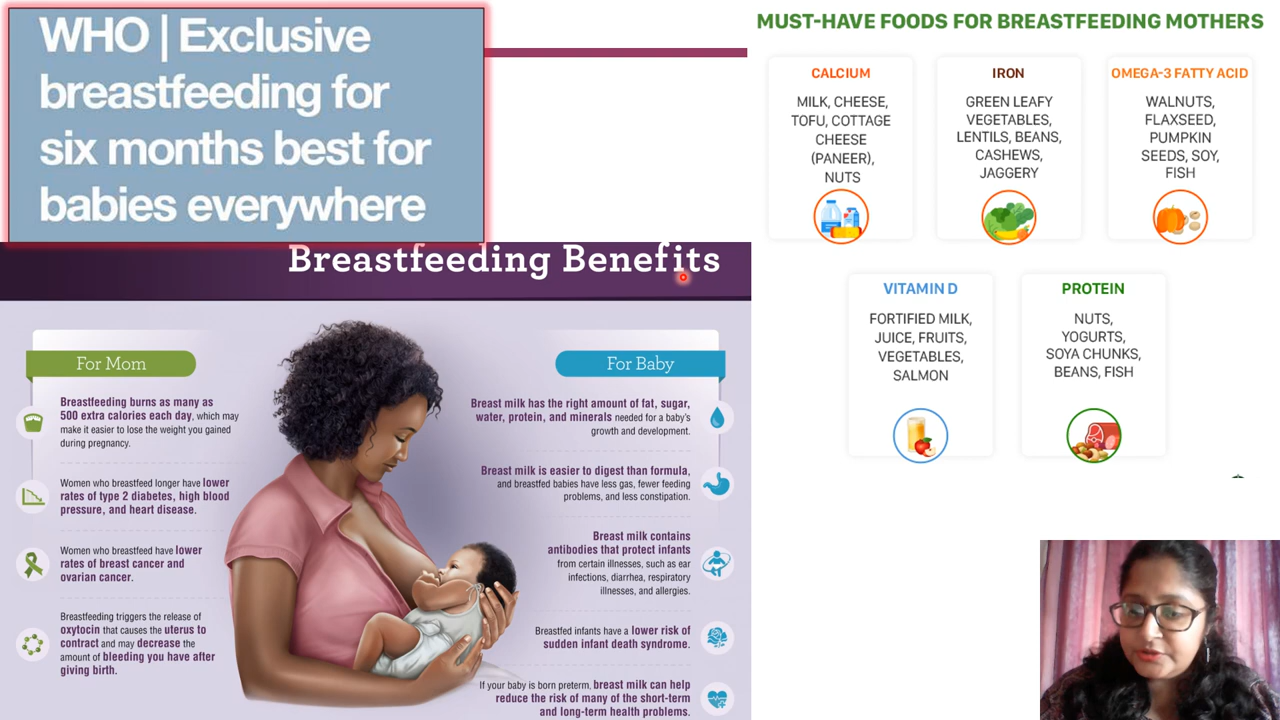 WHO | Exclusive
breastfeeding for
six months best for
babies everywhere
Breastfeeding Benefits
For Mom
Breastfeeding burns as many as
500 extra calories each day, which may
make it easier to lose the weight you gained
during pregnancy.
Women who breastfeed longer have lower
rates of type 2 diabetes, high blood
pressure, and heart disease.
Women who breastfeed have lower
rates of breast cancer and
ovarian cancer.
Breastfeeding triggers the release of
oxytocin that causes the uterus to
contract and may decrease the
amount of bleeding you have after
giving birth.
For Baby
Breast milk has the right amount of fat, sugar,
water, protein, and minerals needed for a baby's
growth and development.
Breast milk is easier to digest than formula,
and breastfed babies have less gas, fewer feeding
problems, and less constipation.
Breast milk contains
antibodies that protect infants
from certain illnesses, such as ear
infections, diarrhea, respiratory
illnesses, and allergies.
Breastfed infants have a lower risk of
sudden infant death syndrome.
If your baby is born preterm, breast milk can help
reduce the risk of many of the short-term
and long-term health problems.
MUST-HAVE FOODS FOR BREASTFEEDING MOTHERS
CALCIUM
MILK, CHEESE,
TOFU, COTTAGE
CHEESE
(PANEER),
NUTS
IRON
GREEN LEAFY
VEGETABLES,
LENTILS, BEANS,
CASHEWS,
JAGGERY
OMEGA-3 FATTY ACID
WALNUTS,
FLAXSEED,
PUMPKIN
SEEDS, SOY,
FISH
VITAMIN D
FORTIFIED MILK,
JUICE, FRUITS,
VEGETABLES,
SALMON
PROTEIN
NUTS,
YOGURTS,
SOYA CHUNKS,
BEANS, FISH